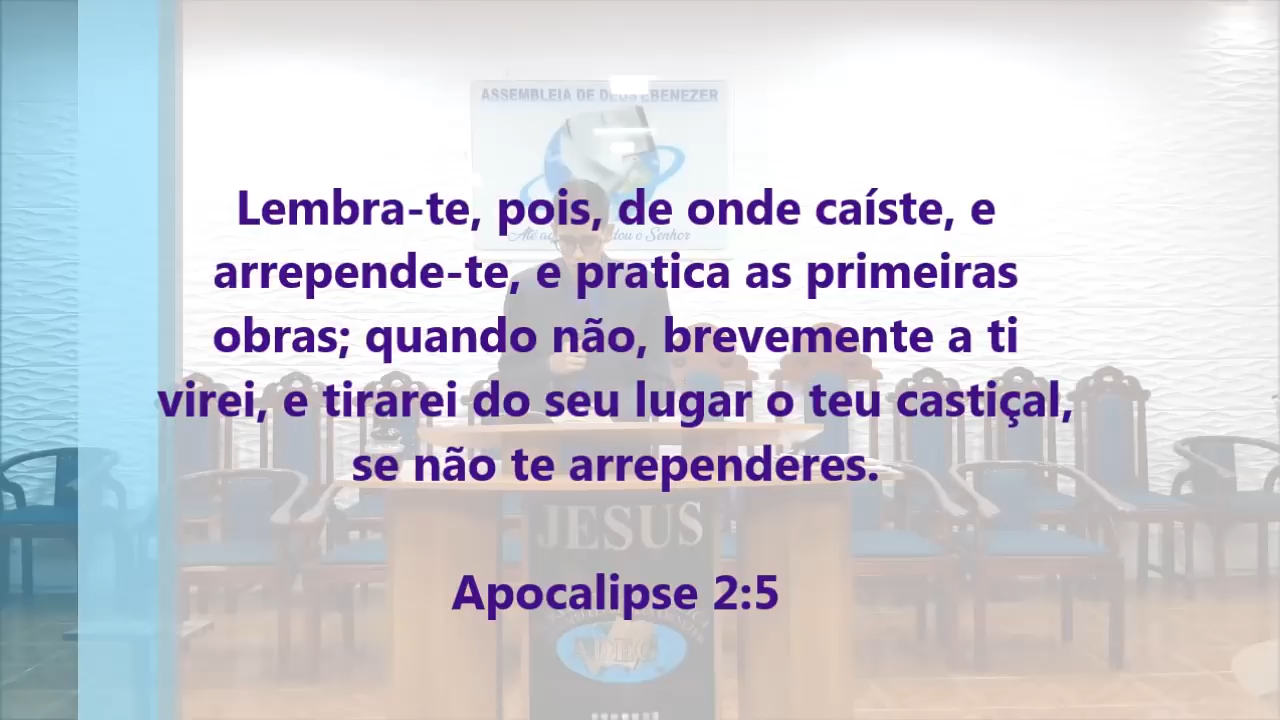 ASSEMBLEIA DE DEUS EBENEZER
Lembra-te, pois, de onde caíste, e
Senhor
arrepende-te, e pratica as primeiras
obras; quando não, brevemente a ti
virei, e tirarei do seu lugar o teu castiçal,
se não te arrependeres.
JESUS
Apocalipse 2:5